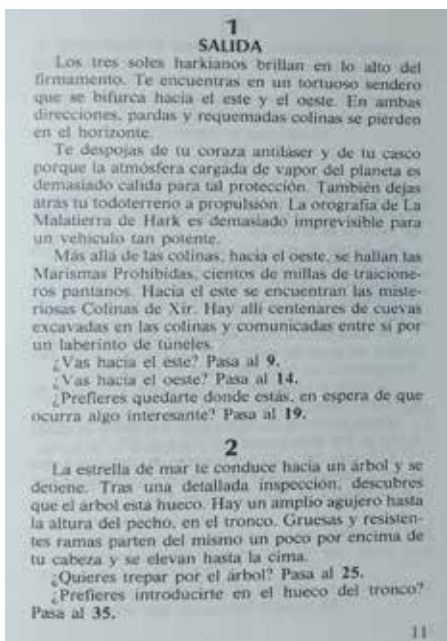 1
SALIDA
Los tres soles harkianos brillan en lo alto del
firmamento. Te encuentras en un tortuoso sendero
que se bifurca hacia el este y el oeste. En ambas
direcciones, pardas y requemadas colinas se pierden
en el horizonte.
Te despojas de tu coraza antiláser y de tu casco
porque la atmósfera cargada de vapor del planeta es
demasiado cálida para tal protección. También dejas
atrás tu todoterreno a propulsión. La orografía de La
Malatierra de Hark es demasiado imprevisible para
un vehículo tan potente.
Más allá de las colinas, hacia el oeste, se hallan las
Marismas Prohibidas, cientos de millas de traicione-
ros pantanos. Hacia el este se encuentran las miste-
riosas Colinas de Xir. Hay allí centenares de cuevas
excavadas en las colinas y comunicadas entre sí por
un laberinto de túneles.
¿Vas hacia el este? Pasa al 9.
¿Vas hacia el oeste? Pasa al 14.
¿Prefieres quedarte donde estás, en espera de que
ocurra algo interesante? Pasa al 19.
2
La estrella de mar te conduce hacia un árbol y se
detiene. Tras una detallada inspección, descubres
que el árbol está hueco. Hay un amplio agujero hasta
la altura del pecho, en el tronco. Gruesas y resisten-
tes ramas parten del mismo un poco por encima de
tu cabeza y se elevan hasta la cima.
¿Quieres trepar por el árbol? Pasa al 25.
¿Prefieres introducirte en el hueco del tronco?
Pasa al 35.
11